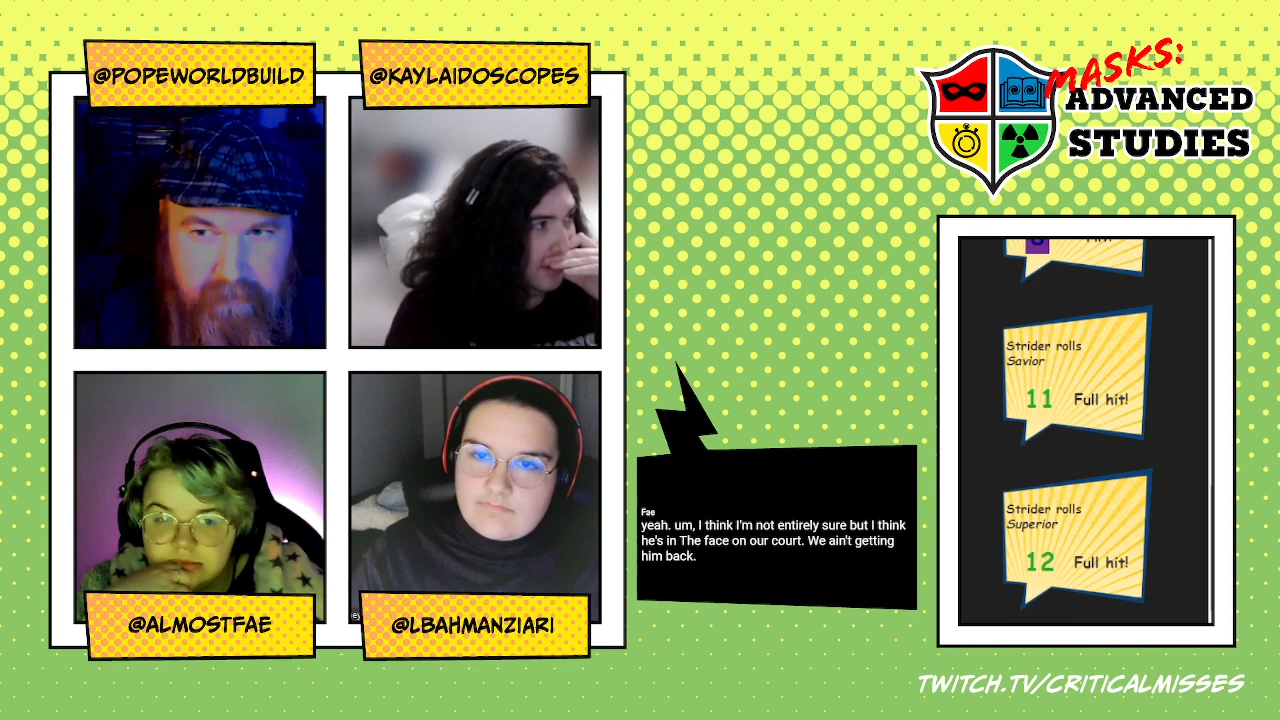 @POPEWORLDBUILD
@KAYLAIDOSCOPES
MASKS:
ADVANCED
STUDIES
Strider rolls
Savior
11 Full hit!
Strider rolls
Superior
12 Full hit!
Fae
yeah. um, I think I'm not entirely sure but I think
he's in The face on our court. We ain't getting
him back.
@ALMOSTFAE
@LBAHMANZIARI
TWITCH.TV/CRITICALMISSES